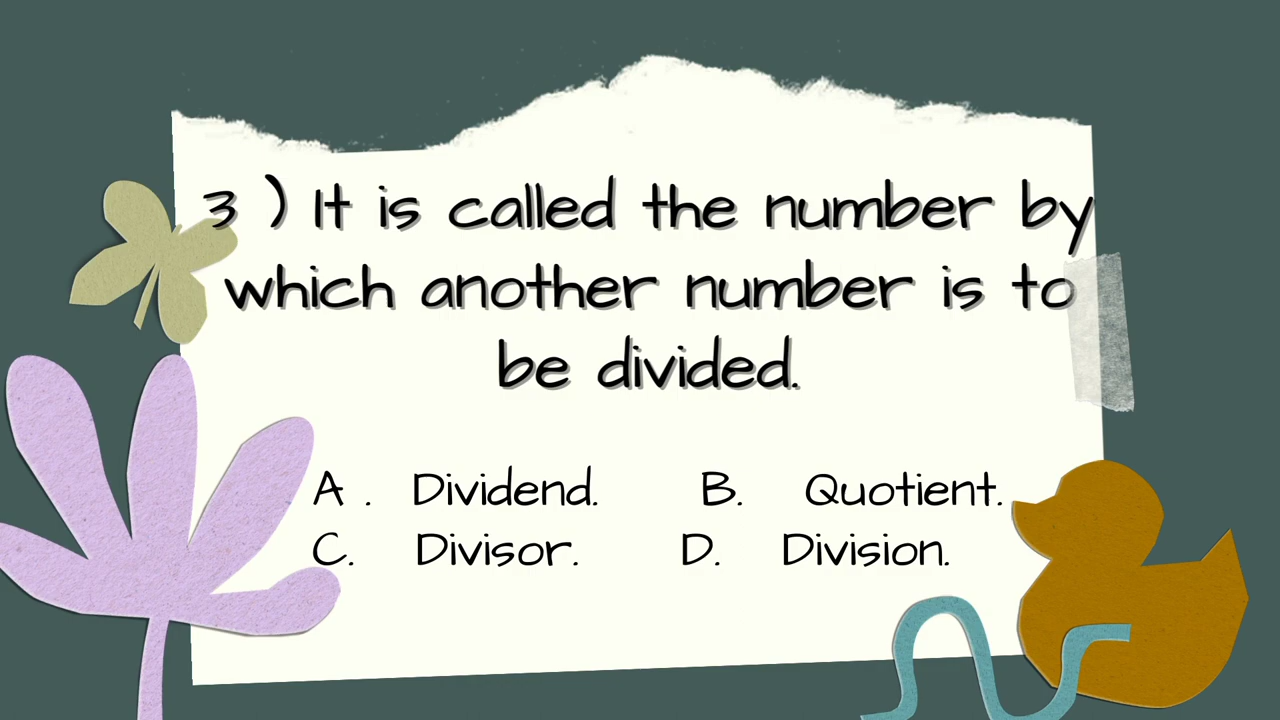 3 ) It is called the number by
which another number is to
be divided.
A . Dividend. B. Quotient.
C. Divisor. D. Division.